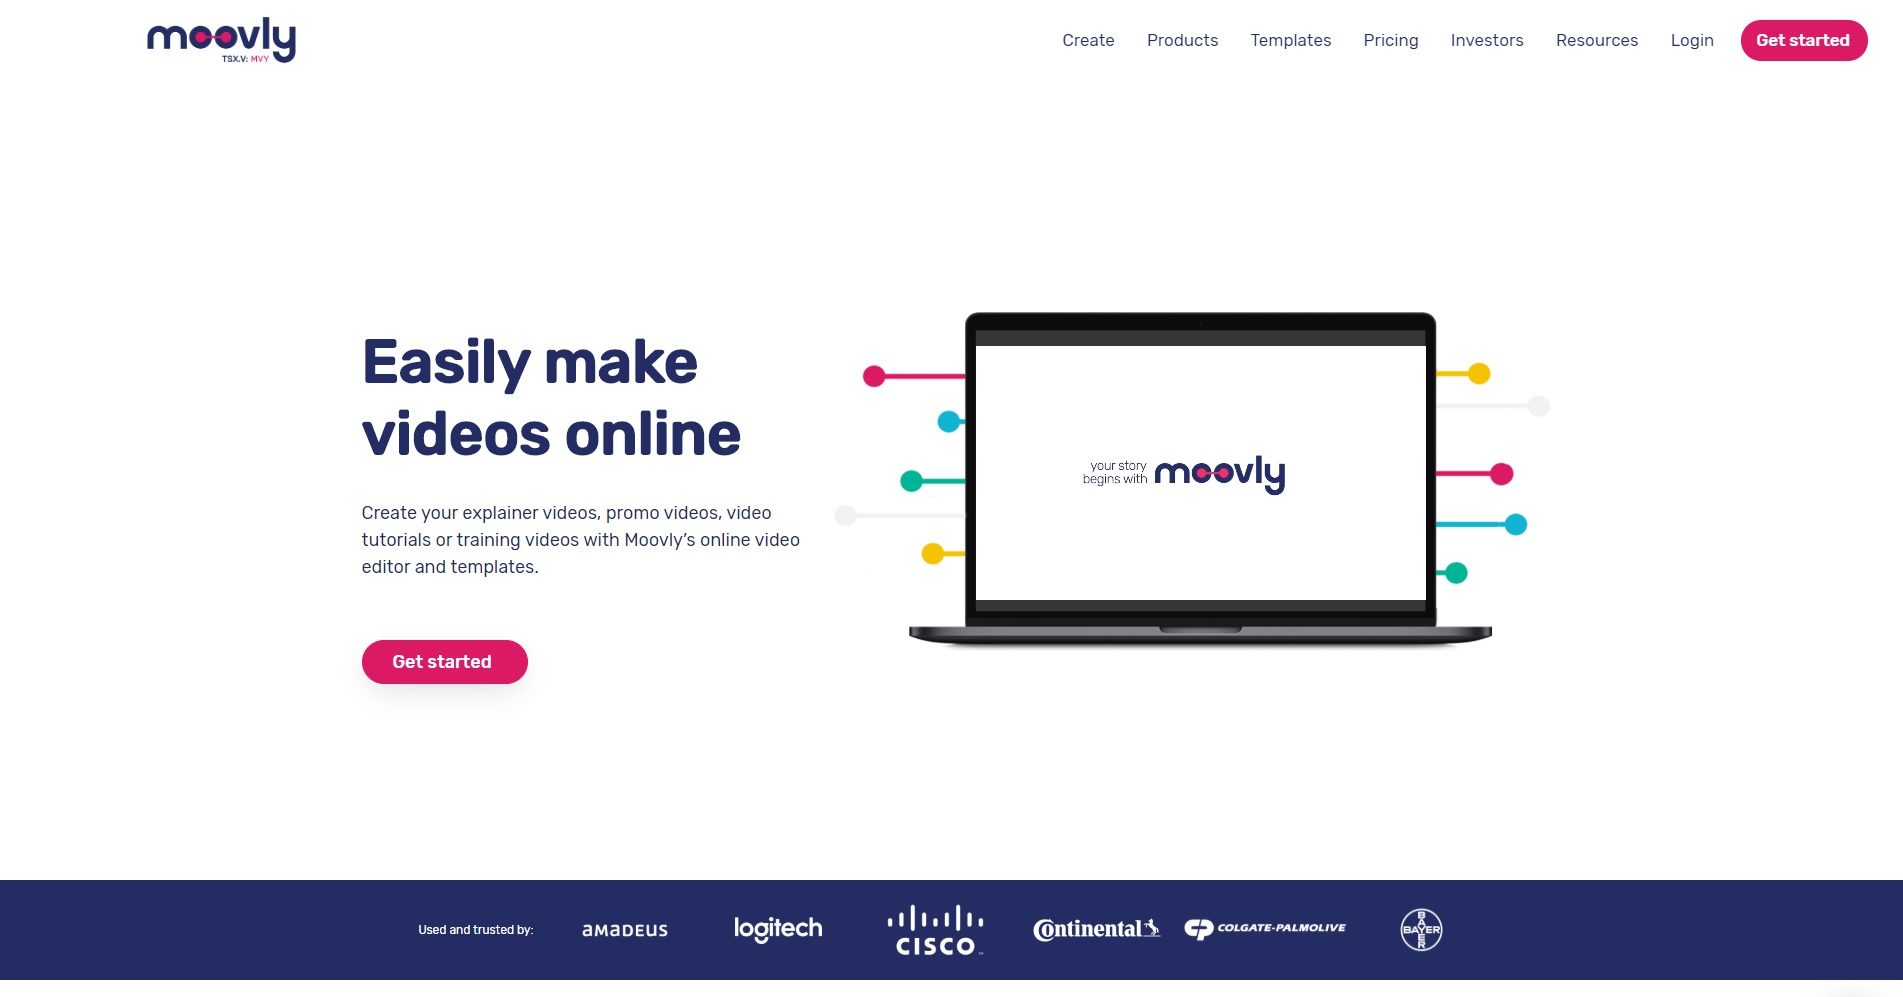 moovly
TSX.V: MVY
Create
Products
Templates
Pricing
Investors
Resources
Login
Get started
Easily make
videos online
Create your explainer videos, promo videos, video
tutorials or training videos with Moovly’s online video
editor and templates.
Get started
your story
begins with
moovly
Used and trusted by:
aMaDEUS
logitech
CISCO
Continental
CP COLGATE-PALMOLIVE
BAYER
BAYER